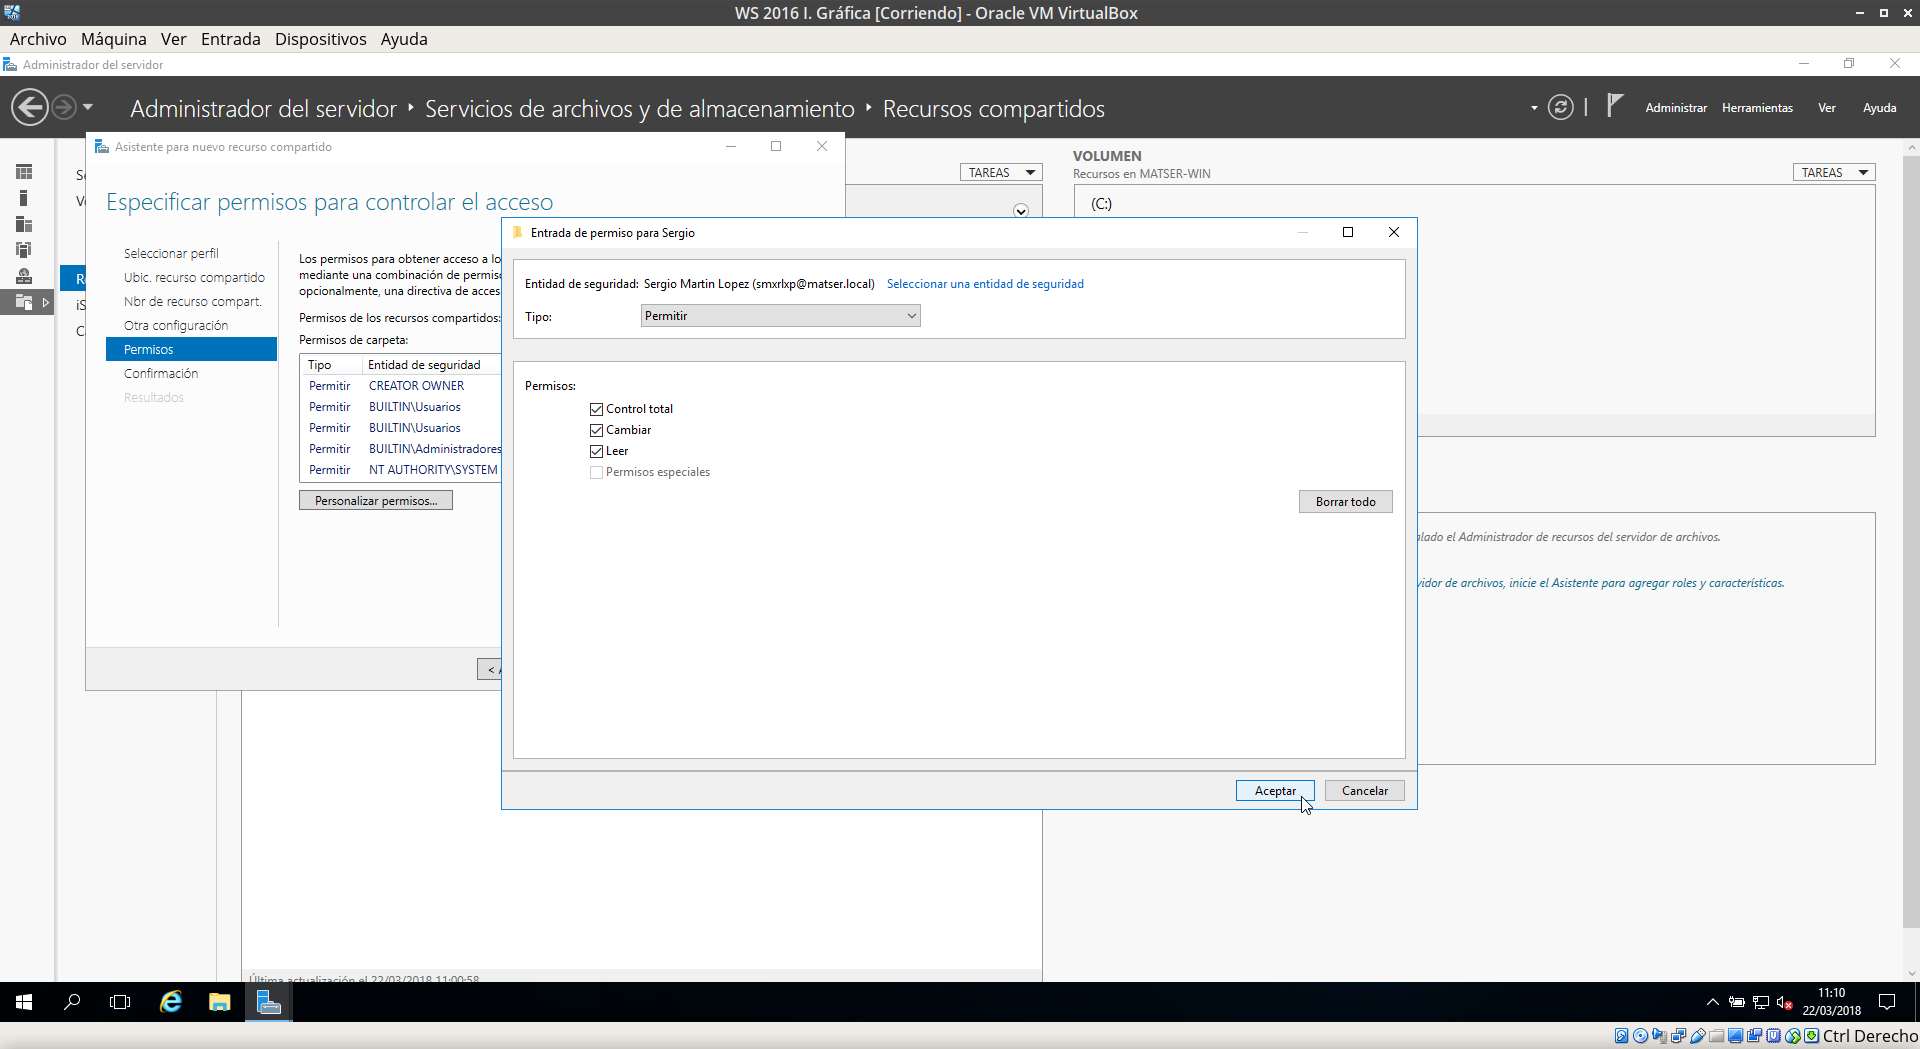 WS 2016 I. Gráfica [Corriendo] - Oracle VM VirtualBox
Archivo Máquina Ver Entrada Dispositivos Ayuda
Administrador del servidor
Administrador del servidor Servicios de archivos y de almacenamiento Recursos compartidos
Administrar Herramientas Ver Ayuda
Asistente para nuevo recurso compartido
Especificar permisos para controlar el acceso
Seleccionar perfil
Ubic. recurso compartido
Nbr de recurso compart.
Otra configuración
Permisos
Confirmación
Resultados
Los permisos para obtener acceso a lo
mediante una combinación de permiso
opcionalmente, una directiva de acces
Permisos de los recursos compartidos:
Permisos de carpeta:
Tipo Entidad de seguridad
Permitir CREATOR OWNER
Permitir BUILTIN\Usuarios
Permitir BUILTIN\Usuarios
Permitir BUILTIN\Administradores
Permitir NT AUTHORITY\SYSTEM
Personalizar permisos...
TAREAS
VOLUMEN
Recursos en MATSER-WIN
TAREAS
(C:)
Entrada de permiso para Sergio
Entidad de seguridad: Sergio Martin Lopez (smxrlxp@matser.local) Seleccionar una entidad de seguridad
Tipo: Permitir
Permisos:
Control total
Cambiar
Leer
Permisos especiales
Borrar todo
Aceptar Cancelar
alado el Administrador de recursos del servidor de archivos.
vidor de archivos, inicie el Asistente para agregar roles y características.
Última actualización el 22/03/2018 11:00:58
11:10
22/03/2018
Ctrl Derecho